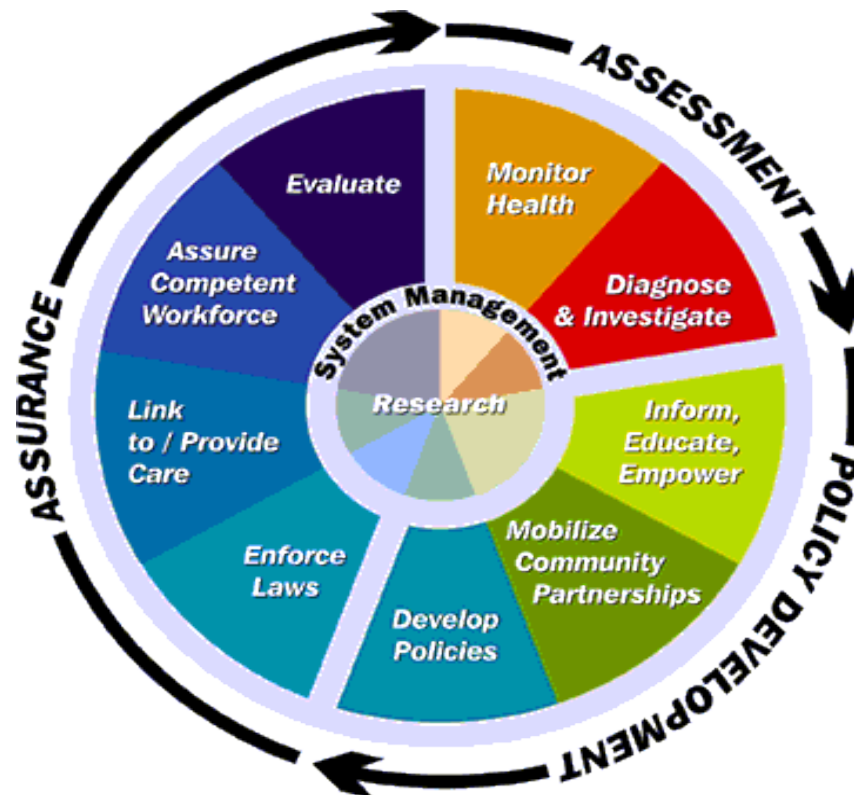 ASSESSMENT
POLICY DEVELOPMENT
ASSURANCE
Monitor
Health
Diagnose
& Investigate
Inform,
Educate,
Empower
Mobilize
Community
Partnerships
Develop
Policies
Enforce
Laws
Link
to / Provide
Care
Assure
Competent
Workforce
Evaluate
System Management
Research